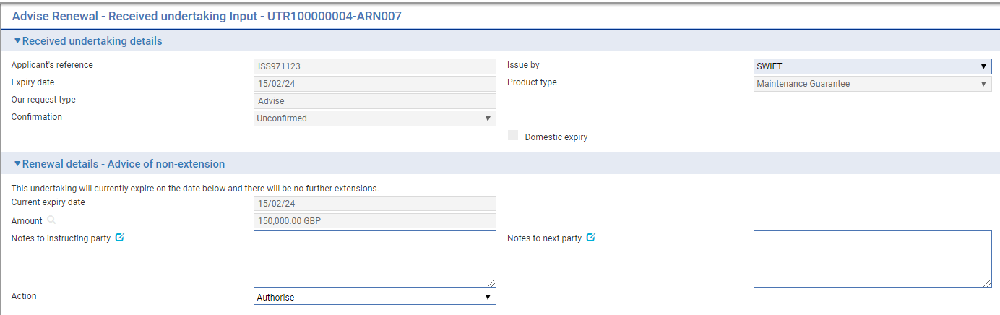 Advise Renewal - Received undertaking Input - UTR100000004-ARN007
Received undertaking details
Applicant's reference ISS971123 Issue by SWIFT
Expiry date 15/02/24 Product type Maintenance Guarantee
Our request type Advise
Confirmation Unconfirmed
Domestic expiry
Renewal details - Advice of non-extension
This undertaking will currently expire on the date below and there will be no further extensions.
Current expiry date 15/02/24
Amount 150,000.00 GBP
Notes to instructing party Notes to next party
Action Authorise